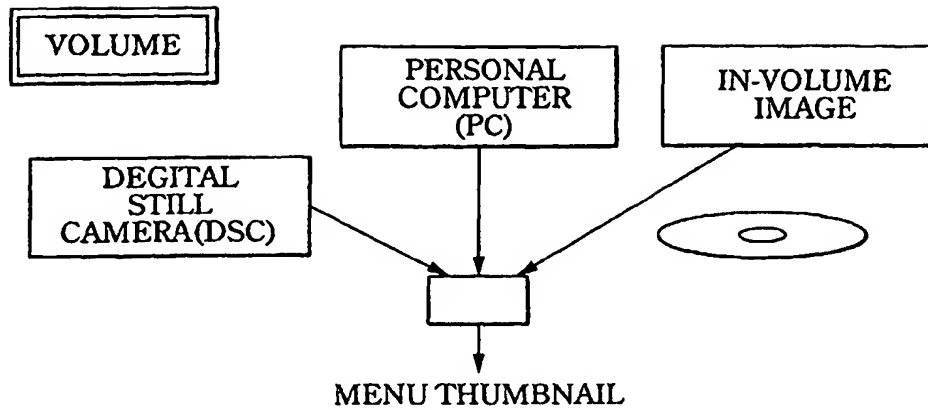 VOLUME
PERSONAL
COMPUTER
(PC)
IN-VOLUME
IMAGE
DEGITAL
STILL
CAMERA(DSC)
MENU THUMBNAIL